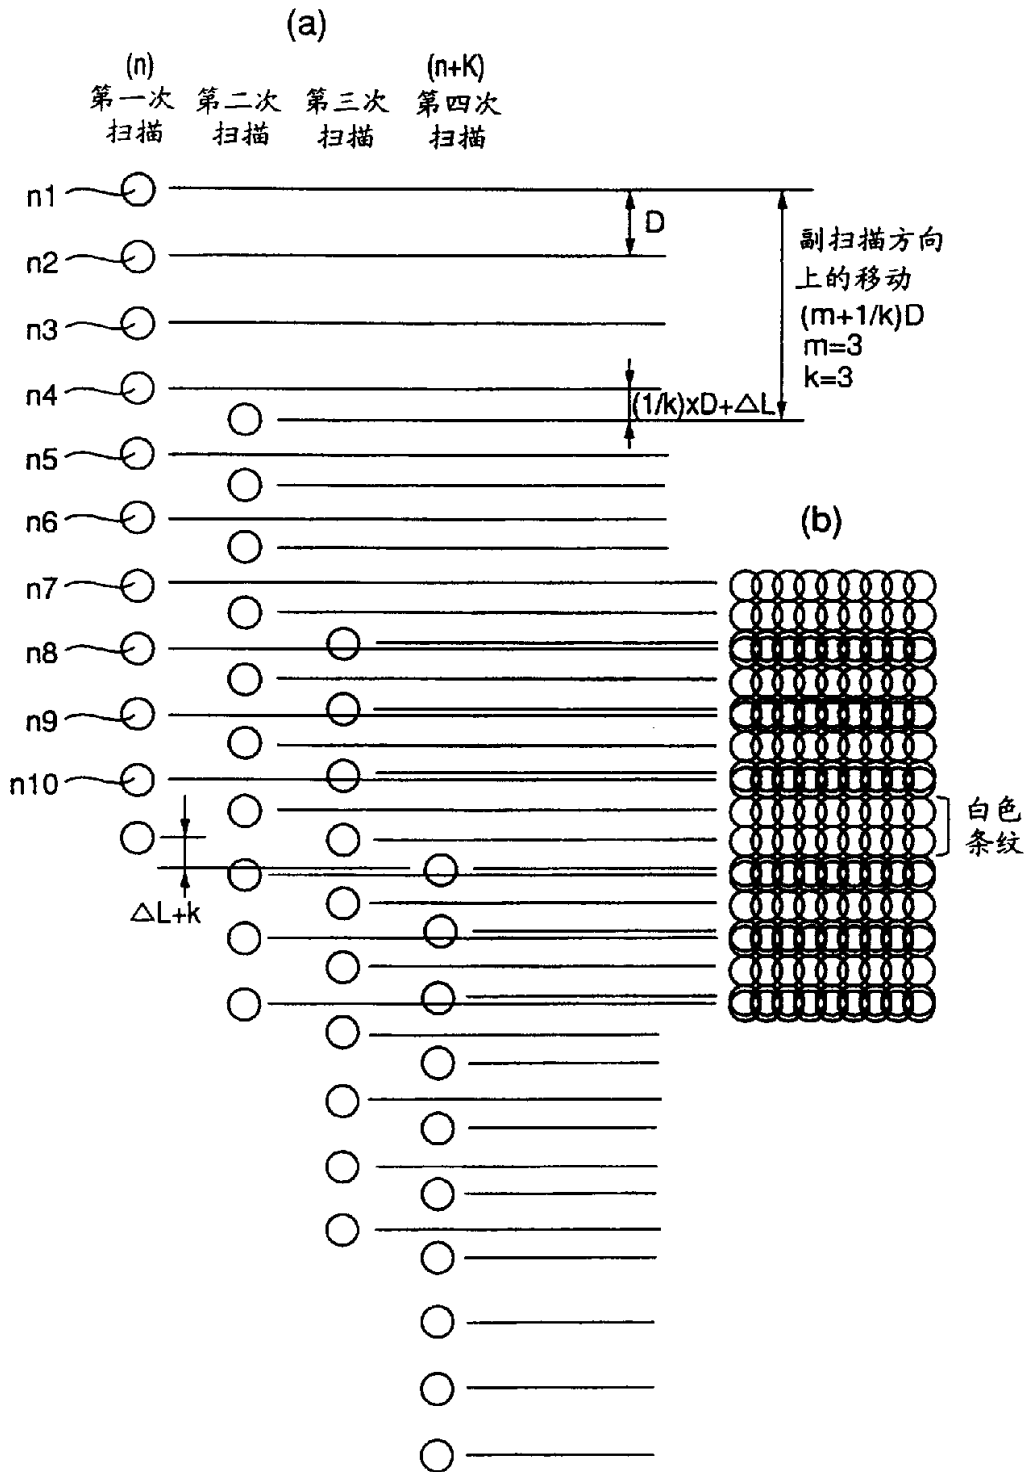 (a)
(n)
第一次
扫描
第二次
扫描
第三次
扫描
(n+K)
第四次
扫描
n1
n2
n3
n4
n5
n6
n7
n8
n9
n10
D
副扫描方向
上的移动
(m+1/k)D
m=3
k=3
(1/k)xD+△L
(b)
白色
条纹
△L+k